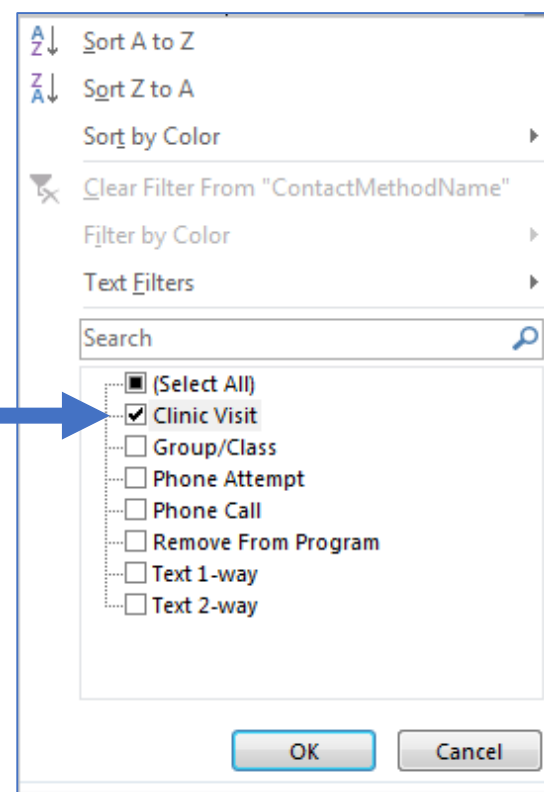 Sort A to Z
Sort Z to A
Sort by Color
Clear Filter From "ContactMethodName"
Filter by Color
Text Filters
Search
(Select All)
Clinic Visit
Group/Class
Phone Attempt
Phone Call
Remove From Program
Text 1-way
Text 2-way
OK Cancel